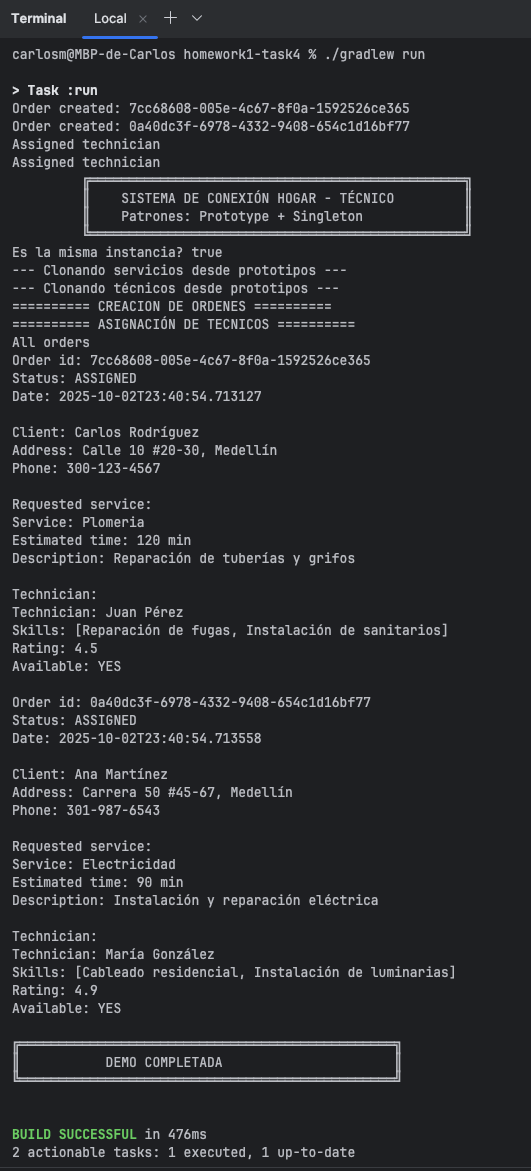 Terminal Local
carlosm@MBP-de-Carlos homework1-task4 % ./gradlew run
> Task :run
Order created: 7cc68608-005e-4c67-8f0a-1592526ce365
Order created: 0a40dc3f-6978-4332-9408-654c1d16bf77
Assigned technician
Assigned technician
SISTEMA DE CONEXIÓN HOGAR - TÉCNICO
Patrones: Prototype + Singleton
Es la misma instancia? true
--- Clonando servicios desde prototipos ---
--- Clonando técnicos desde prototipos ---
========== CREACION DE ORDENES ==========
========== ASIGNACIÓN DE TECNICOS ==========
All orders
Order id: 7cc68608-005e-4c67-8f0a-1592526ce365
Status: ASSIGNED
Date: 2025-10-02T23:40:54.713127
Client: Carlos Rodríguez
Address: Calle 10 #20-30, Medellín
Phone: 300-123-4567
Requested service:
Service: Plomeria
Estimated time: 120 min
Description: Reparación de tuberías y grifos
Technician:
Technician: Juan Pérez
Skills: [Reparación de fugas, Instalación de sanitarios]
Rating: 4.5
Available: YES
Order id: 0a40dc3f-6978-4332-9408-654c1d16bf77
Status: ASSIGNED
Date: 2025-10-02T23:40:54.713558
Client: Ana Martínez
Address: Carrera 50 #45-67, Medellín
Phone: 301-987-6543
Requested service:
Service: Electricidad
Estimated time: 90 min
Description: Instalación y reparación eléctrica
Technician:
Technician: María González
Skills: [Cableado residencial, Instalación de luminarias]
Rating: 4.9
Available: YES
DEMO COMPLETADA
BUILD SUCCESSFUL in 476ms
2 actionable tasks: 1 executed, 1 up-to-date